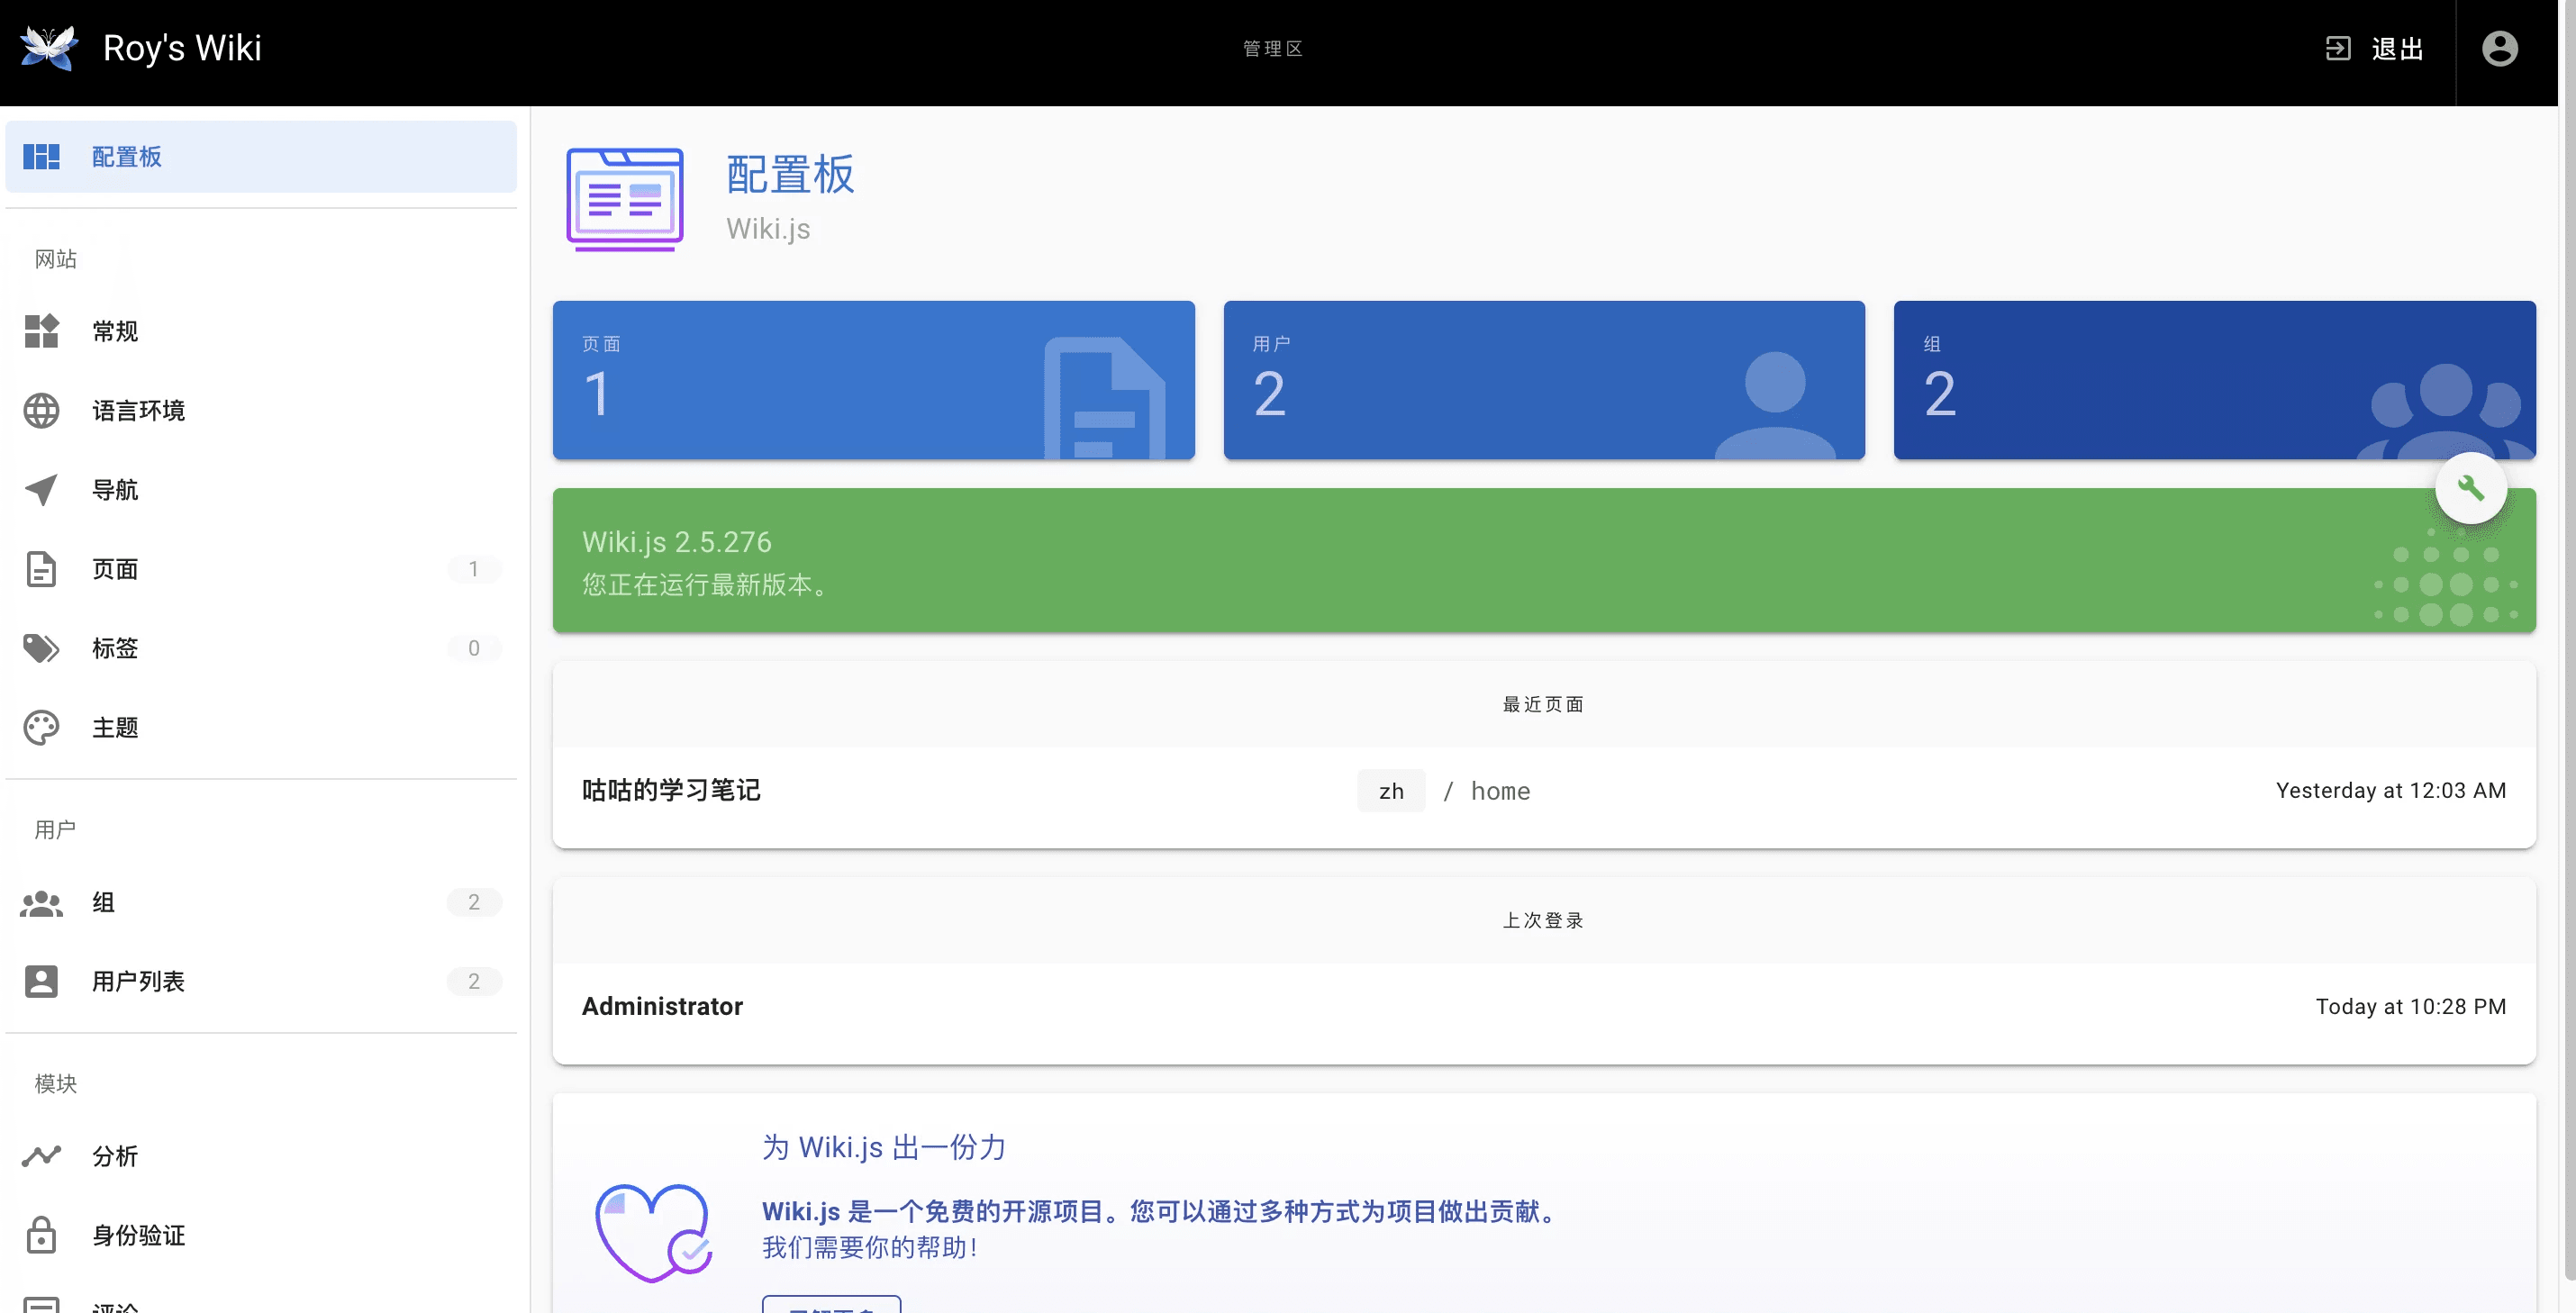 Roy's Wiki
管理区
退出
配置板
网站
常规
语言环境
导航
页面 1
标签 0
主题
用户
组 2
用户列表 2
模块
分析
身份验证
评论
配置板
Wiki.js
页面
1
用户
2
组
2
Wiki.js 2.5.276
您正在运行最新版本。
最近页面
咕咕的学习笔记 zh / home Yesterday at 12:03 AM
上次登录
Administrator Today at 10:28 PM
为 Wiki.js 出一份力
Wiki.js 是一个免费的开源项目。您可以通过多种方式为项目做出贡献。
我们需要你的帮助!